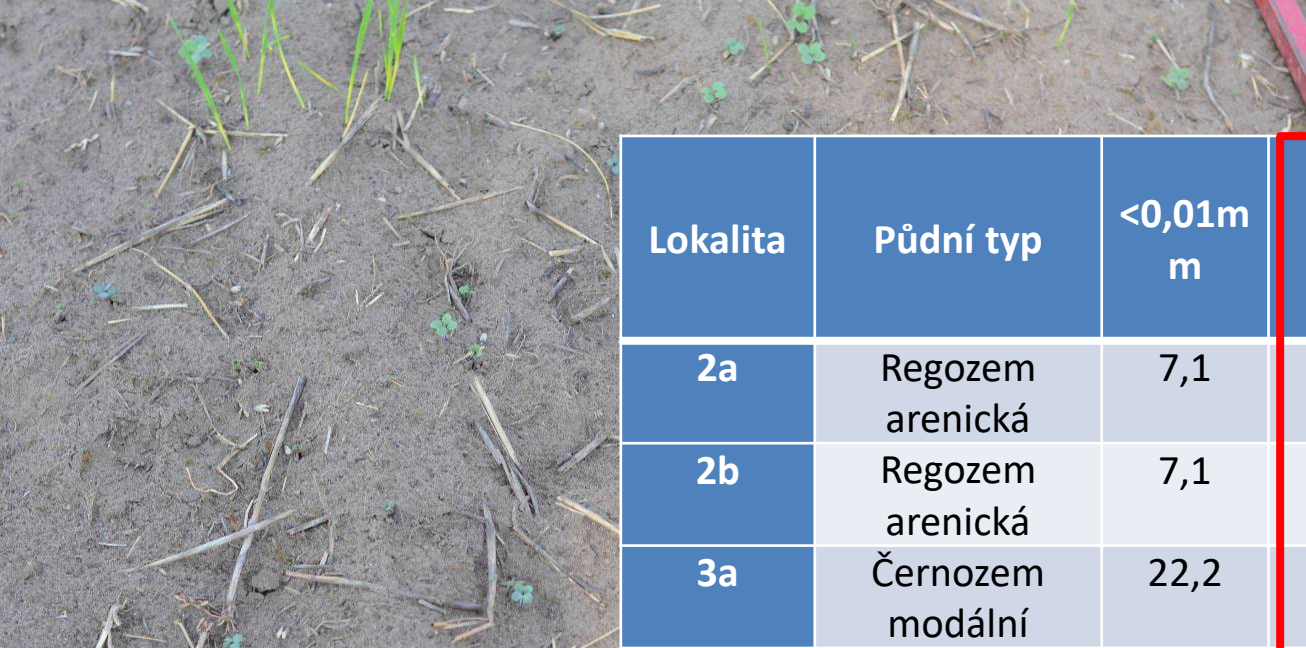 Lokalita Půdní typ <0,01m
m
2a Regozem 7,1
arenická
2b Regozem 7,1
arenická
3a Černozem 22,2
modální